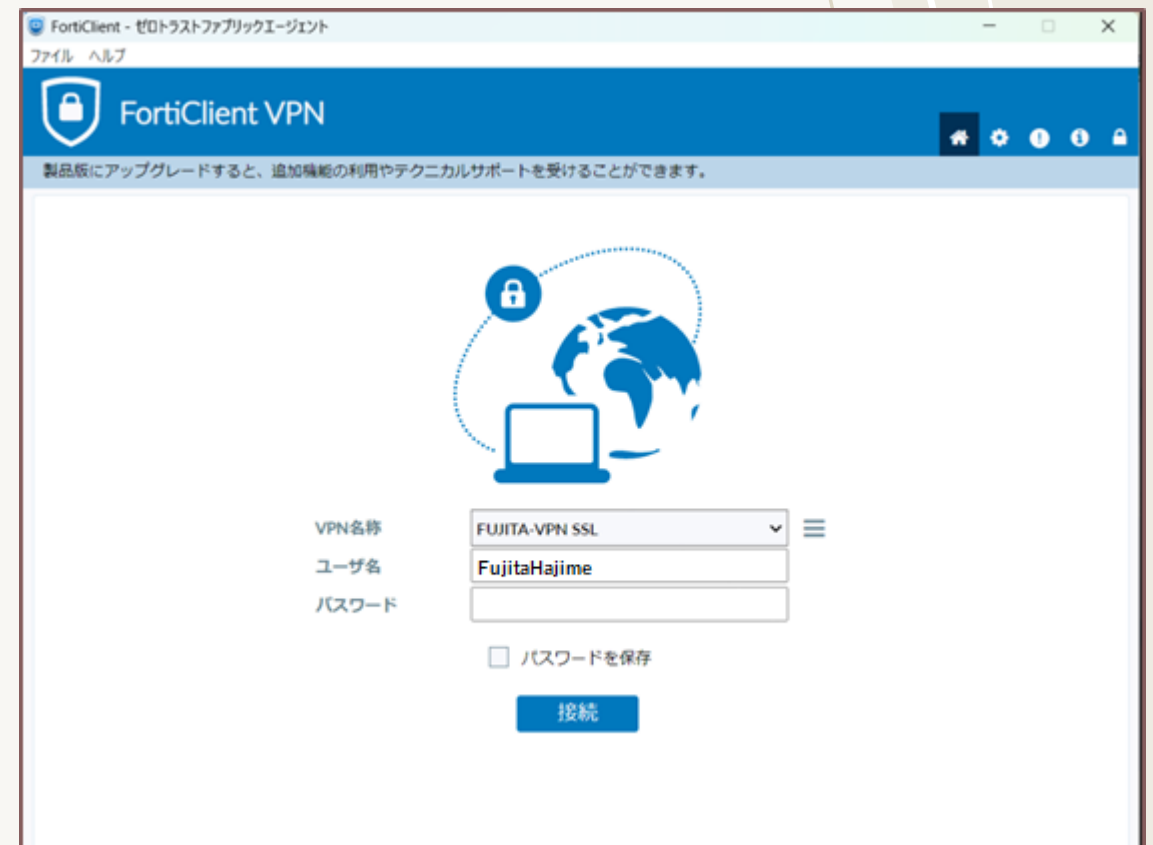 FortiClient - ゼロトラストファブリックエージェント
ファイル ヘルプ
FortiClient VPN
製品版にアップグレードすると、追加機能の利用やテクニカルサポートを受けることができます。
VPN名称 FUJITA-VPN SSL
ユーザ名 FujitaHajime
パスワード
パスワードを保存
接続